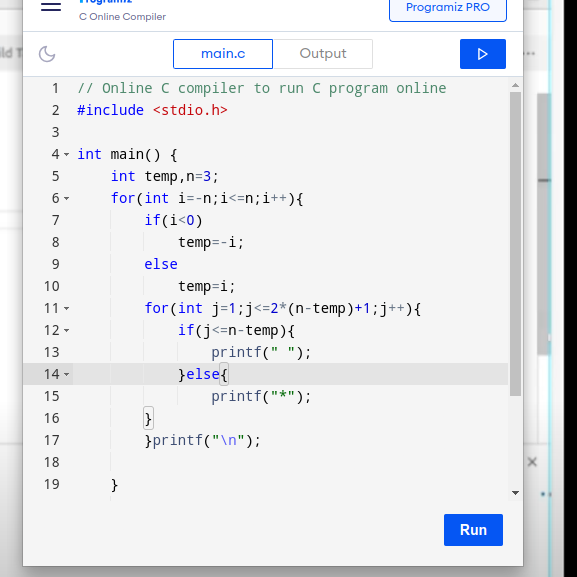 Programiz
C Online Compiler
Programiz PRO
ild T
main.c
Output
1 // Online C compiler to run C program online
2 #include <stdio.h>
3
4 int main() {
5     int temp,n=3;
6     for(int i=-n;i<=n;i++){
7         if(i<0)
8             temp=-i;
9         else
10             temp=i;
11         for(int j=1;j<=2*(n-temp)+1;j++){
12             if(j<=n-temp){
13                 printf(" ");
14             }else{
15                 printf("*");
16         }
17         }printf("\n");
18
19     }
Run